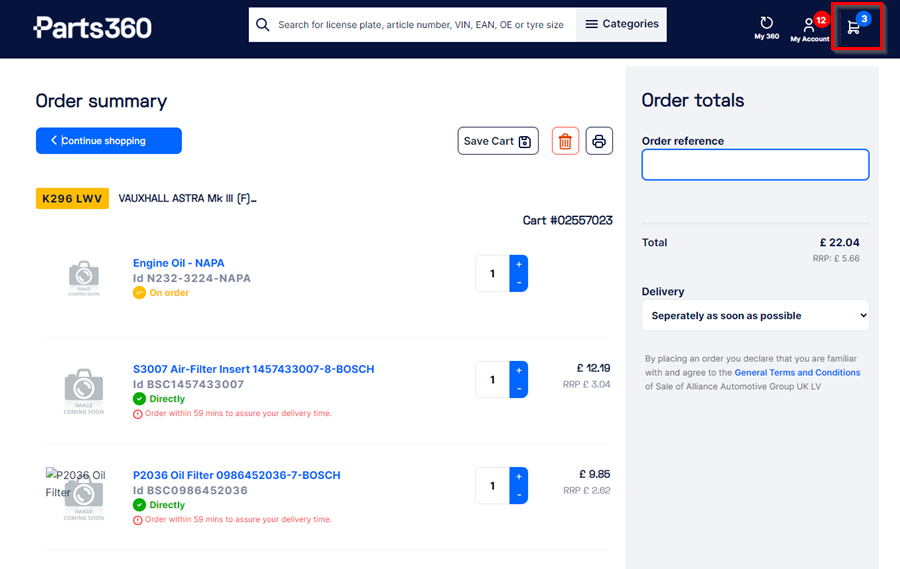 Parts360
Search for license plate, article number, VIN, EAN, OE or tyre size
Categories
My 360
12
My Account
3
Order summary
Continue shopping
Save Cart
K296 LWV
VAUXHALL ASTRA Mk III (F)...
Cart #02557023
IMAGE
COMING SOON
Engine Oil - NAPA
Id N232-3224-NAPA
On order
1
+
-
IMAGE
COMING SOON
S3007 Air-Filter Insert 1457433007-8-BOSCH
Id BSC1457433007
Directly
Order within 59 mins to assure your delivery time.
1
+
-
£ 12.19
RRP £ 3.04
P2036 Oil
Filter
IMAGE
COMING SOON
P2036 Oil Filter 0986452036-7-BOSCH
Id BSC0986452036
Directly
Order within 59 mins to assure your delivery time.
1
+
-
£ 9.85
RRP £ 2.62
Order totals
Order reference
Total
£ 22.04
RRP: £ 5.66
Delivery
Seperately as soon as possible
By placing an order you declare that you are familiar
with and agree to the General Terms and Conditions
of Sale of Alliance Automotive Group UK LV